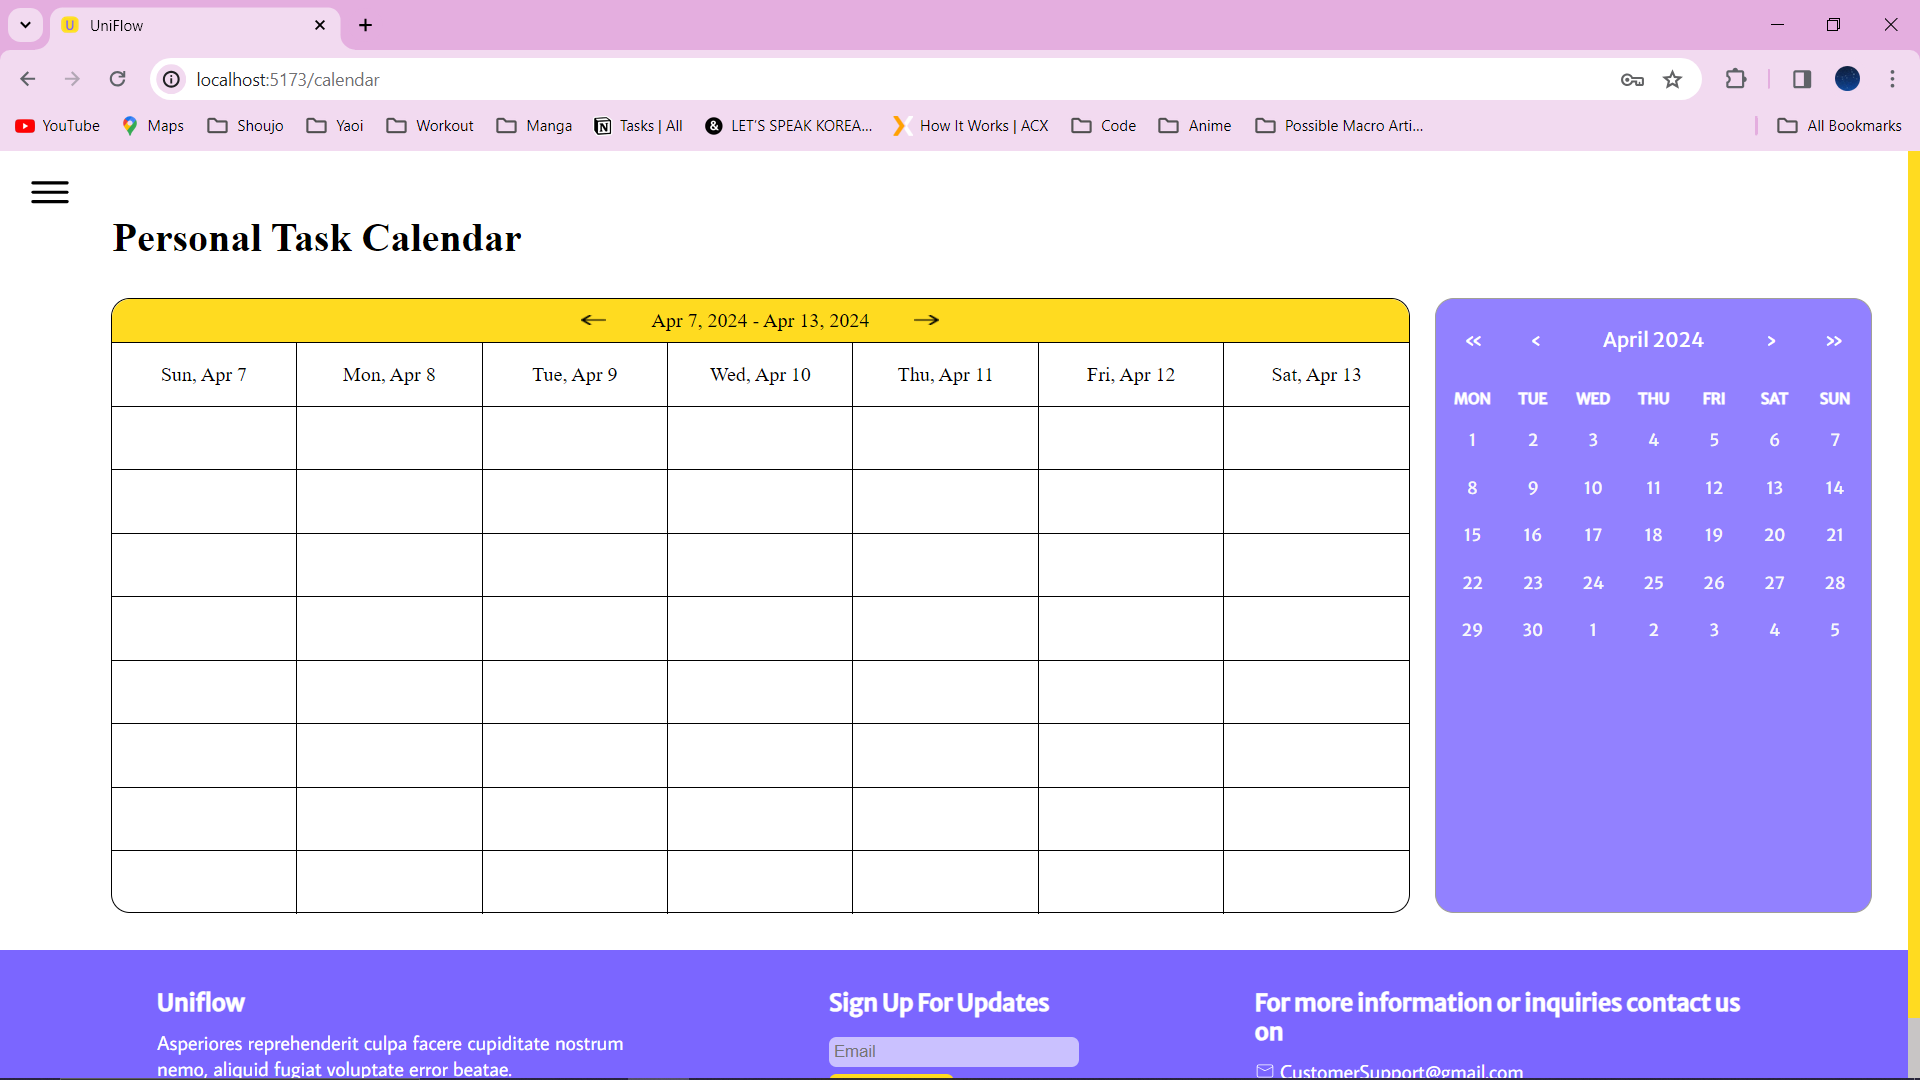 U UniFlow
localhost:5173/calendar
YouTube Maps Shoujo Yaoi Workout Manga Tasks | All LET'S SPEAK KOREA... How It Works | ACX Code Anime Possible Macro Arti... All Bookmarks
Personal Task Calendar
Apr 7, 2024 - Apr 13, 2024
Sun, Apr 7 Mon, Apr 8 Tue, Apr 9 Wed, Apr 10 Thu, Apr 11 Fri, Apr 12 Sat, Apr 13
« ‹ April 2024 › »
MON TUE WED THU FRI SAT SUN
1 2 3 4 5 6 7
8 9 10 11 12 13 14
15 16 17 18 19 20 21
22 23 24 25 26 27 28
29 30 1 2 3 4 5
Uniflow
Asperiores reprehenderit culpa facere cupiditate nostrum
nemo, aliquid fugiat voluptate error beatae.
Sign Up For Updates
Email
For more information or inquiries contact us
on
CustomerSupport@gmail.com